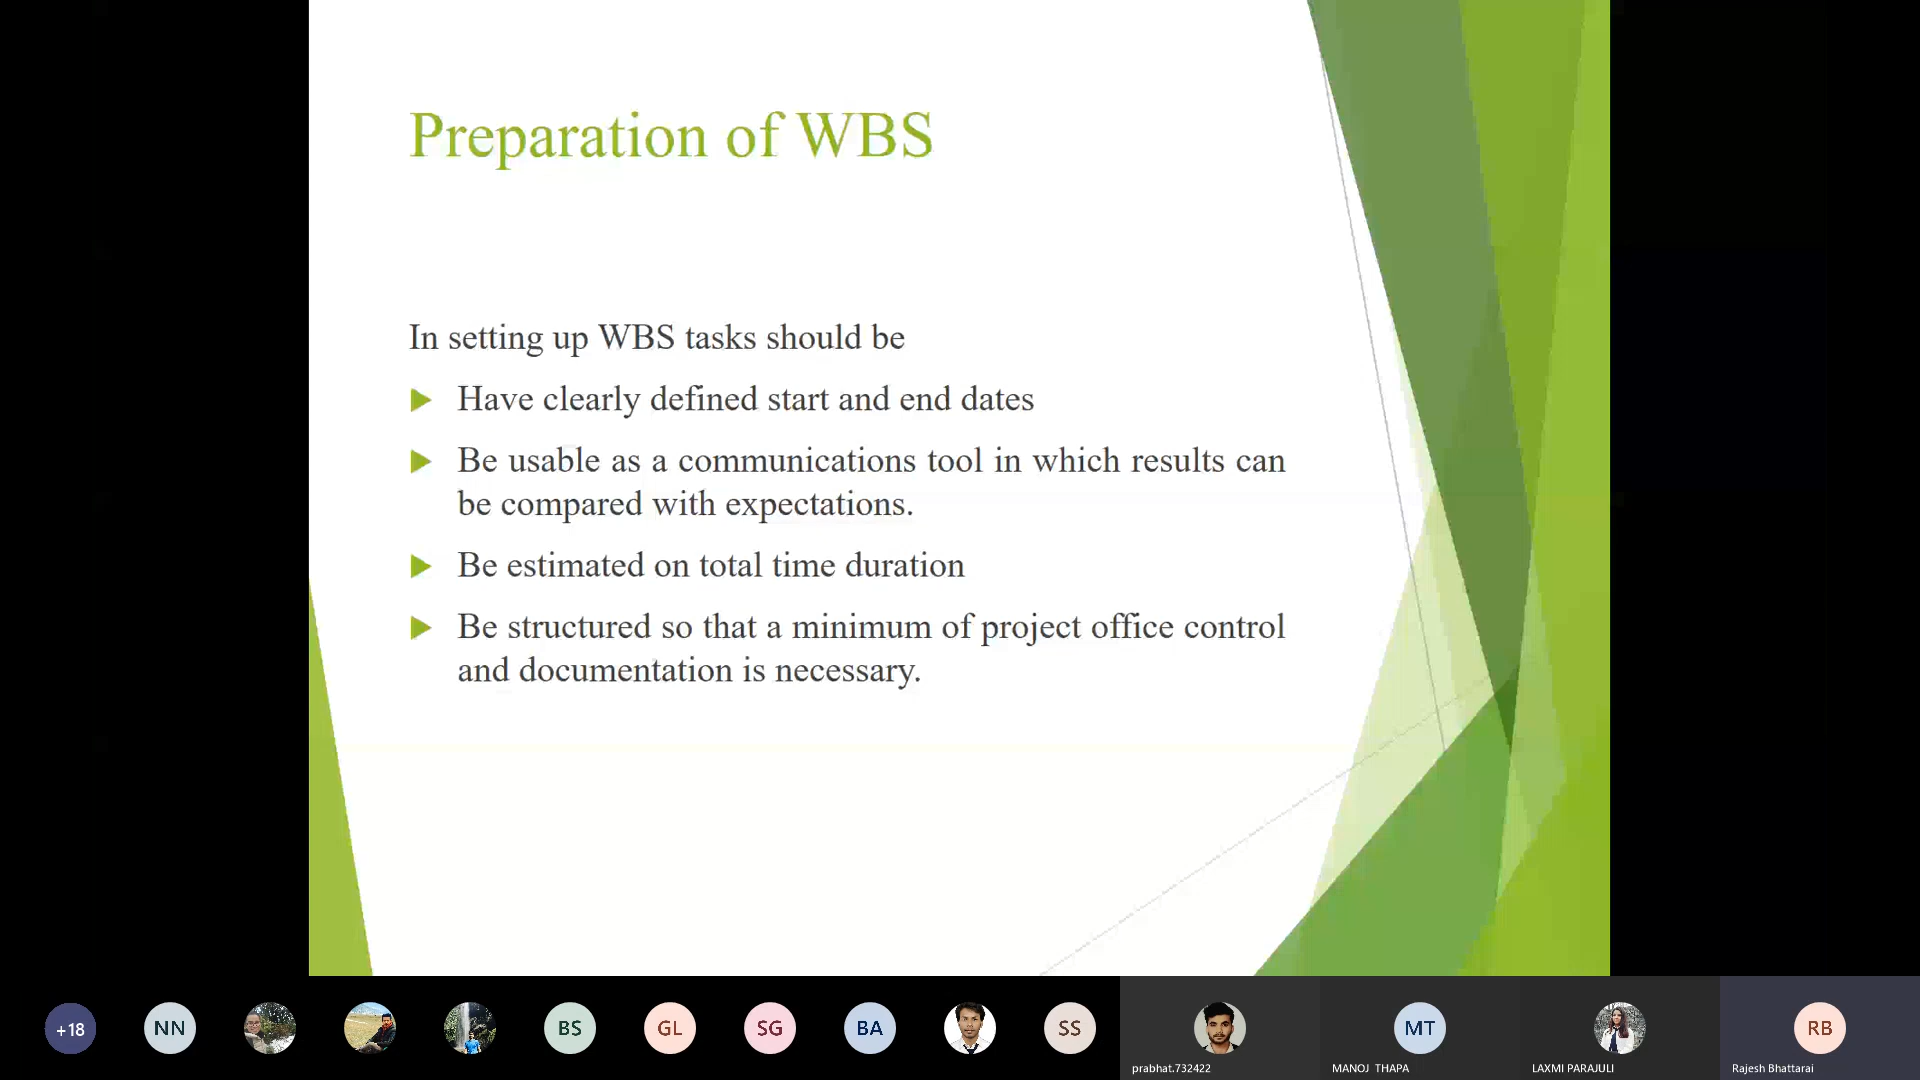 Preparation of WBS
In setting up WBS tasks should be
Have clearly defined start and end dates
Be usable as a communications tool in which results can
be compared with expectations.
Be estimated on total time duration
Be structured so that a minimum of project office control
and documentation is necessary.
+18
NN
BS
GL
SG
BA
SS
MT
RB
prabhat.732422
MANOJ THAPA
LAXMI PARAJULI
Rajesh Bhattarai